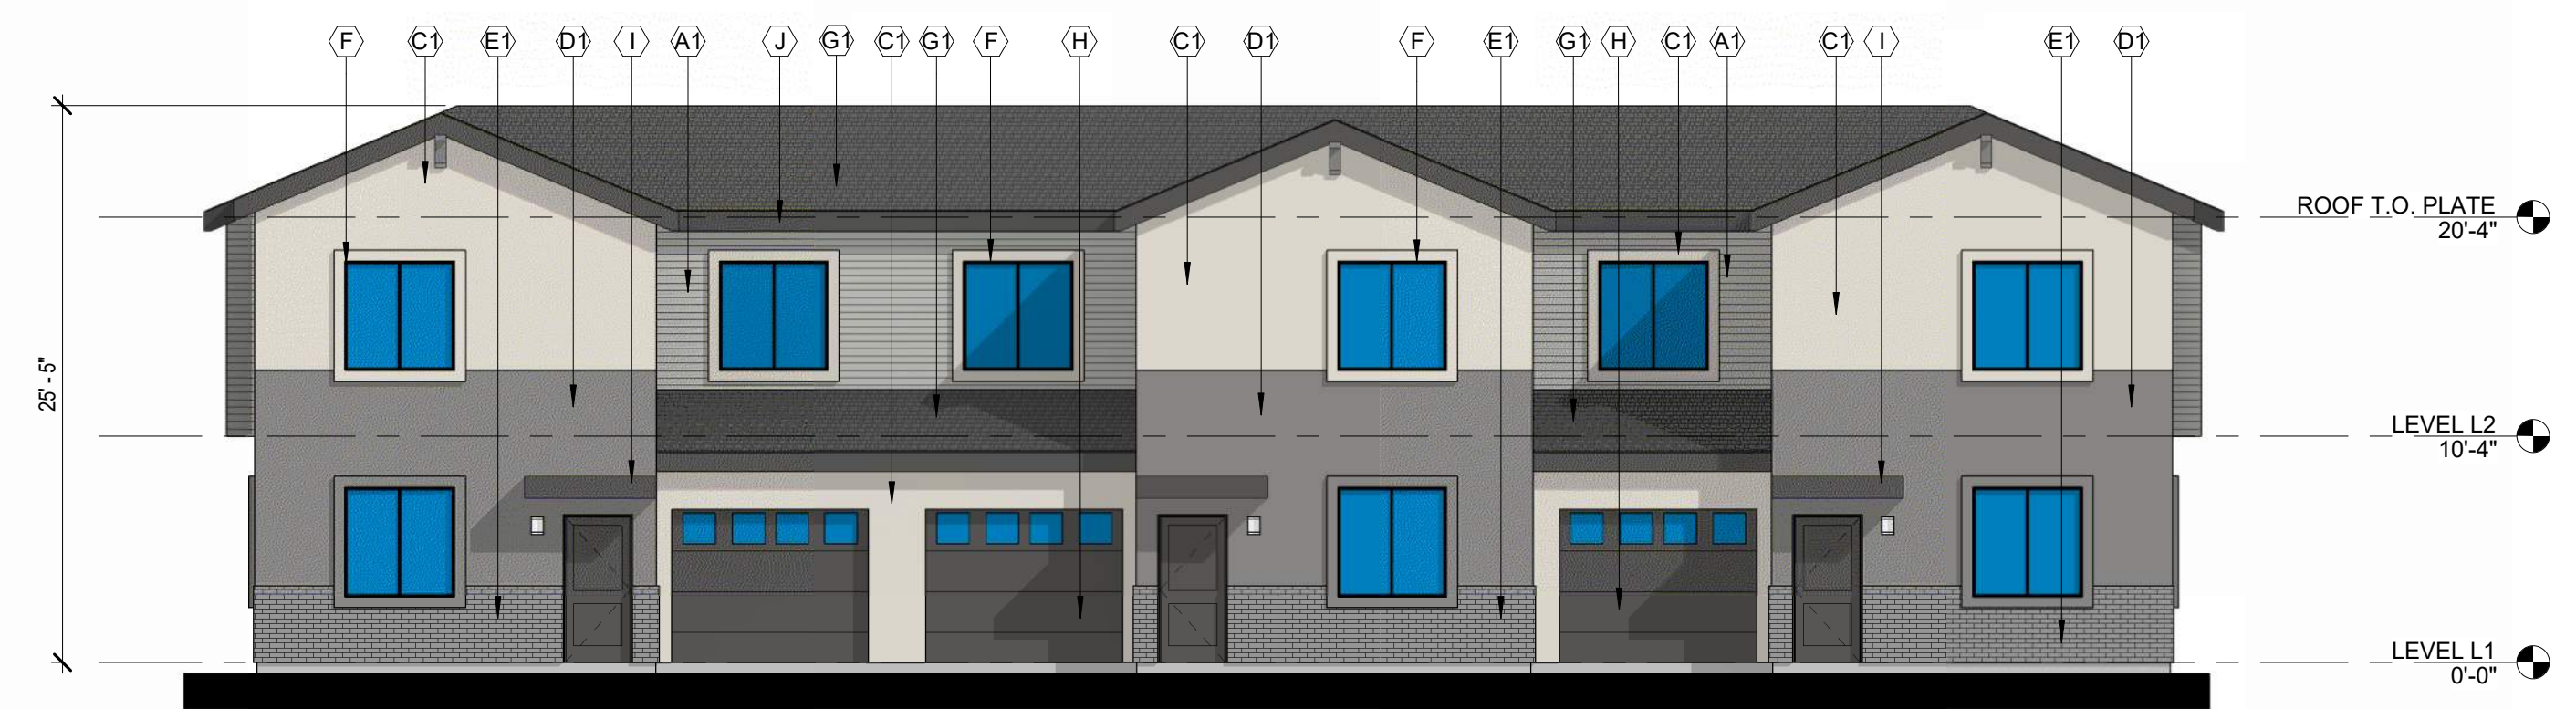 F
C1
E1
D1
I
A1
J
G1
C1
G1
F
H
C1
D1
F
E1
G1
H
C1
A1
C1
I
E1
D1
ROOF T.O. PLATE
20'-4"
25' - 5"
LEVEL L2
10'-4"
LEVEL L1
0'-0"